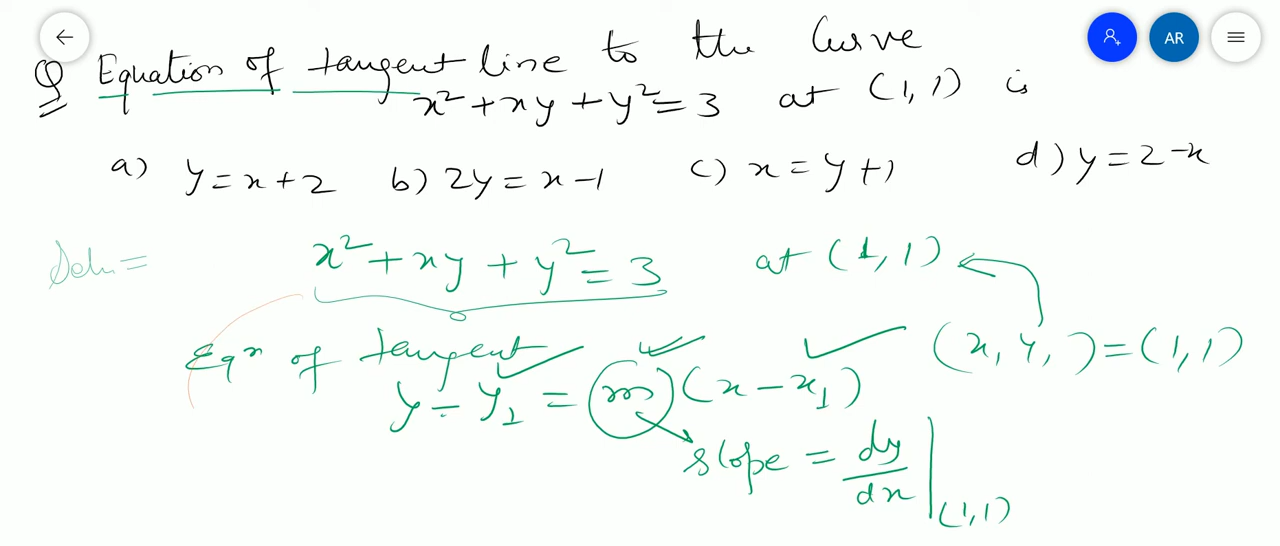 Q Equation of tangent line to the Curve
x² + xy + y² = 3 at (1, 1) is
a) y = x + 2 b) 2y = x - 1 c) x = y + 1 d) y = 2 - x
Soln = x² + xy + y² = 3 at (1, 1)
Eqⁿ of tangent (x, y,) = (1, 1)
y - y₁ = m (x - x₁)
slope = dy/dx |(1, 1)
AR